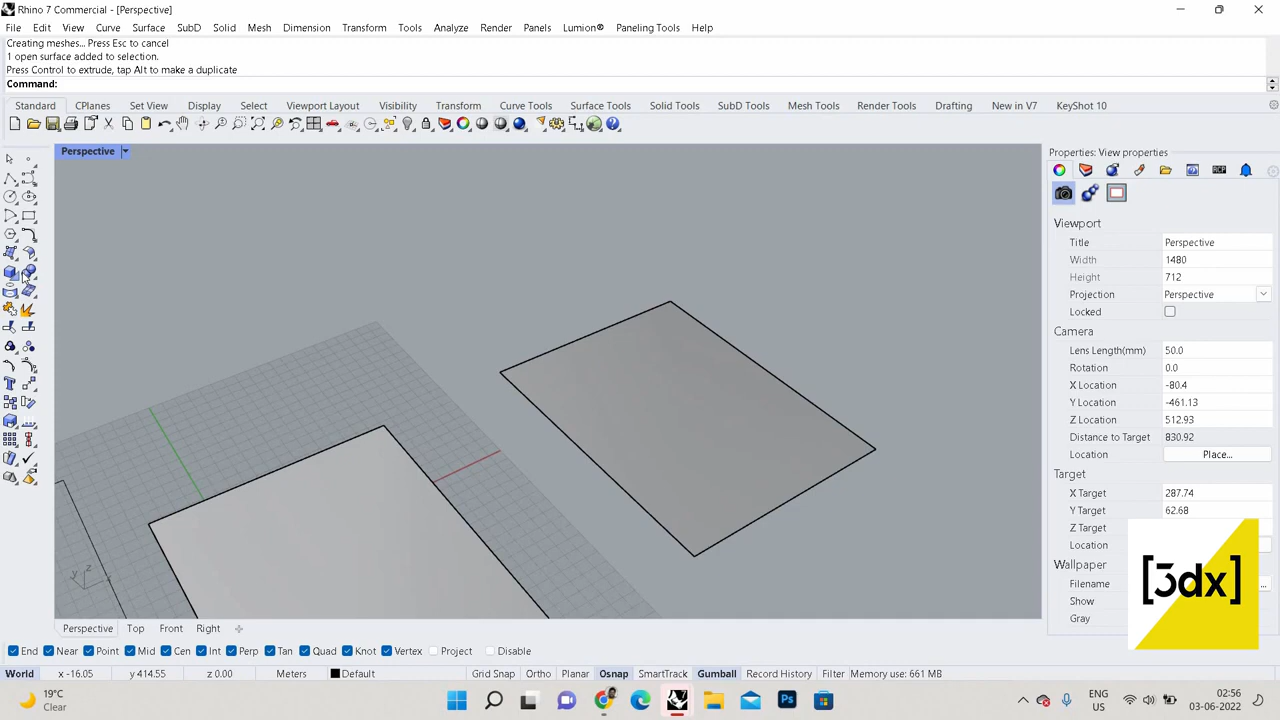 Rhino 7 Commercial - [Perspective]
File Edit View Curve Surface SubD Solid Mesh Dimension Transform Tools Analyze Render Panels Lumion® Paneling Tools Help
Creating meshes... Press Esc to cancel
1 open surface added to selection.
Press Control to extrude, tap Alt to make a duplicate
Command:
Standard CPlanes Set View Display Select Viewport Layout Visibility Transform Curve Tools Surface Tools Solid Tools SubD Tools Mesh Tools Render Tools Drafting New in V7 KeyShot 10
Perspective
Properties: View properties
RCP
Viewport
Title Perspective
Width 1480
Height 712
Projection Perspective
Locked
Camera
Lens Length(mm) 50.0
Rotation 0.0
X Location -80.4
Y Location -461.13
Z Location 512.93
Distance to Target 830.92
Location Place...
Target
X Target 287.74
Y Target 62.68
Z Target
Location
Wallpaper
Filename ...
Show
Gray
[3dx]
y z x
Perspective Top Front Right
End Near Point Mid Cen Int Perp Tan Quad Knot Vertex Project Disable
World x -16.05 y 414.55 z 0.00 Meters Default Grid Snap Ortho Planar Osnap SmartTrack Gumball Record History Filter Memory use: 661 MB
19°C
Clear
Ps
ENG
US
02:56
03-06-2022